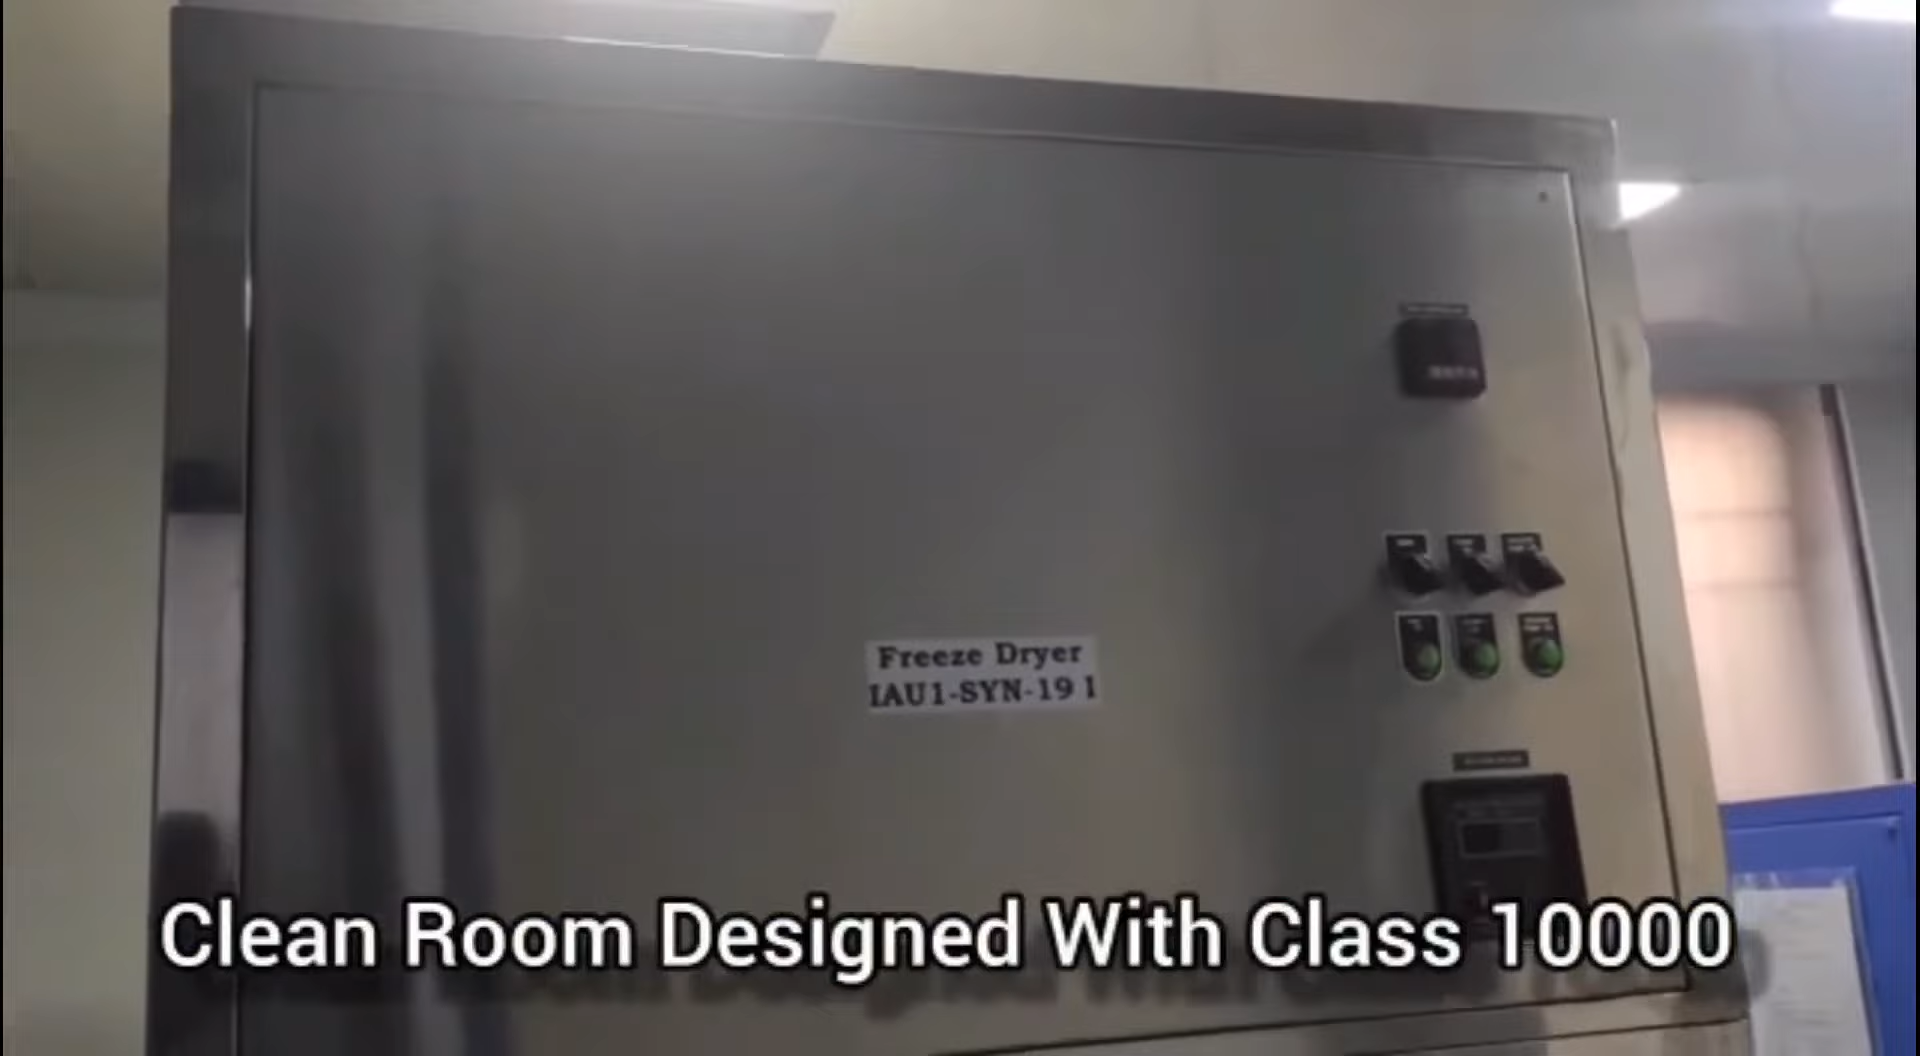 Freeze Dryer
IAU1-SYN-19 1
Clean Room Designed With Class 10000